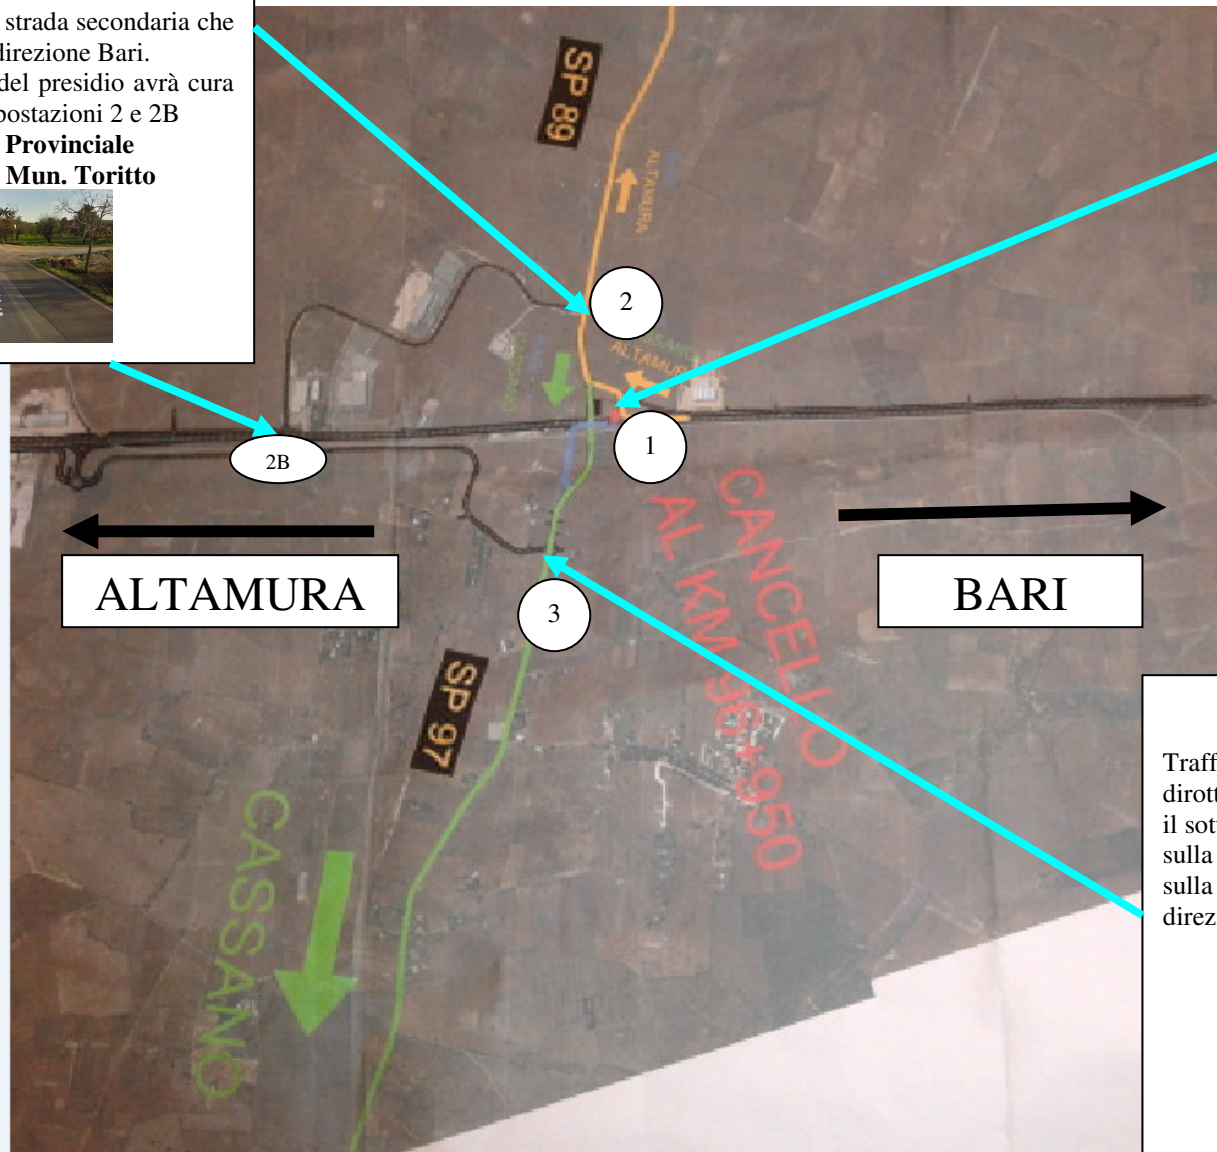 strada secondaria che
direzione Bari.
del presidio avrà cura
postazioni 2 e 2B
Provinciale
Mun. Toritto
SP 89
ALTAMURA
2
ALTAMUR
CASSANO
1
2B
CANCELLO
AL KM 96+950
ALTAMURA
BARI
3
SP 97
CASSANO
Traff
dirott
il sot
sulla
sulla
direz